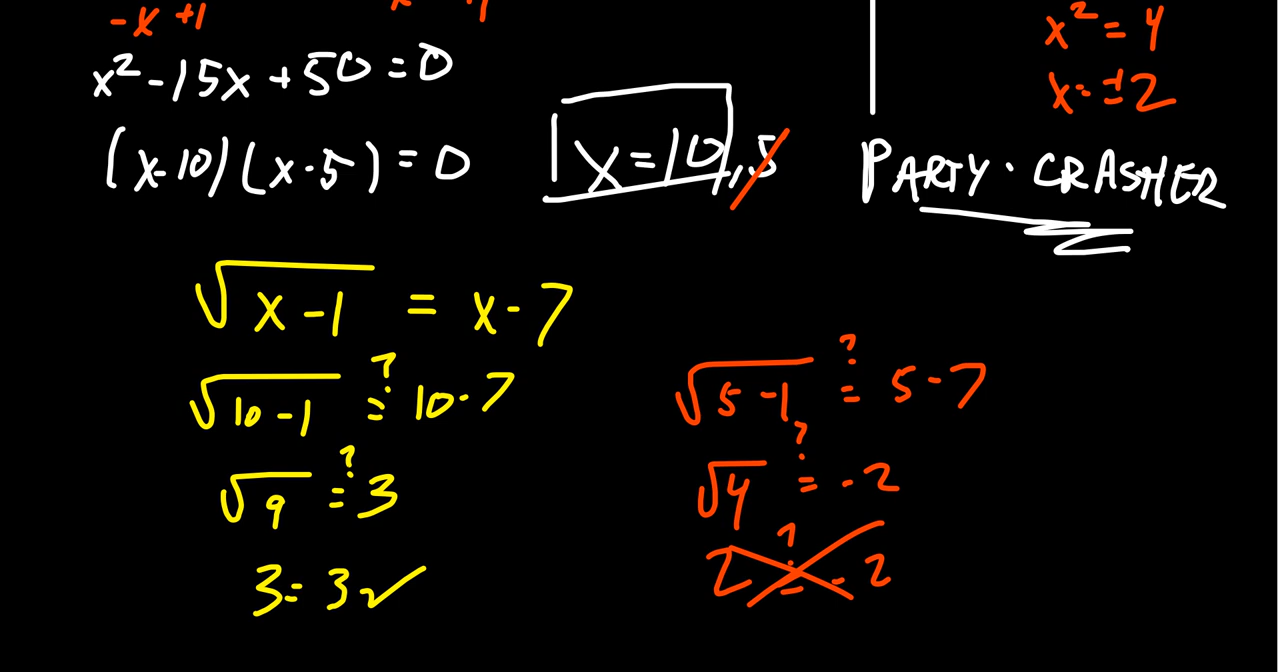 -x +1
x² - 15x + 50 = 0
(x-10)(x-5) = 0
x = 10, 5
x² = 4
x = ±2
PARTY-CRASHER
√(x-1) = x-7
√(10-1) ?= 10-7
√9 ?= 3
3 = 3 ✓
√(5-1) ?= 5-7
√4 ?= -2
2 ?= -2